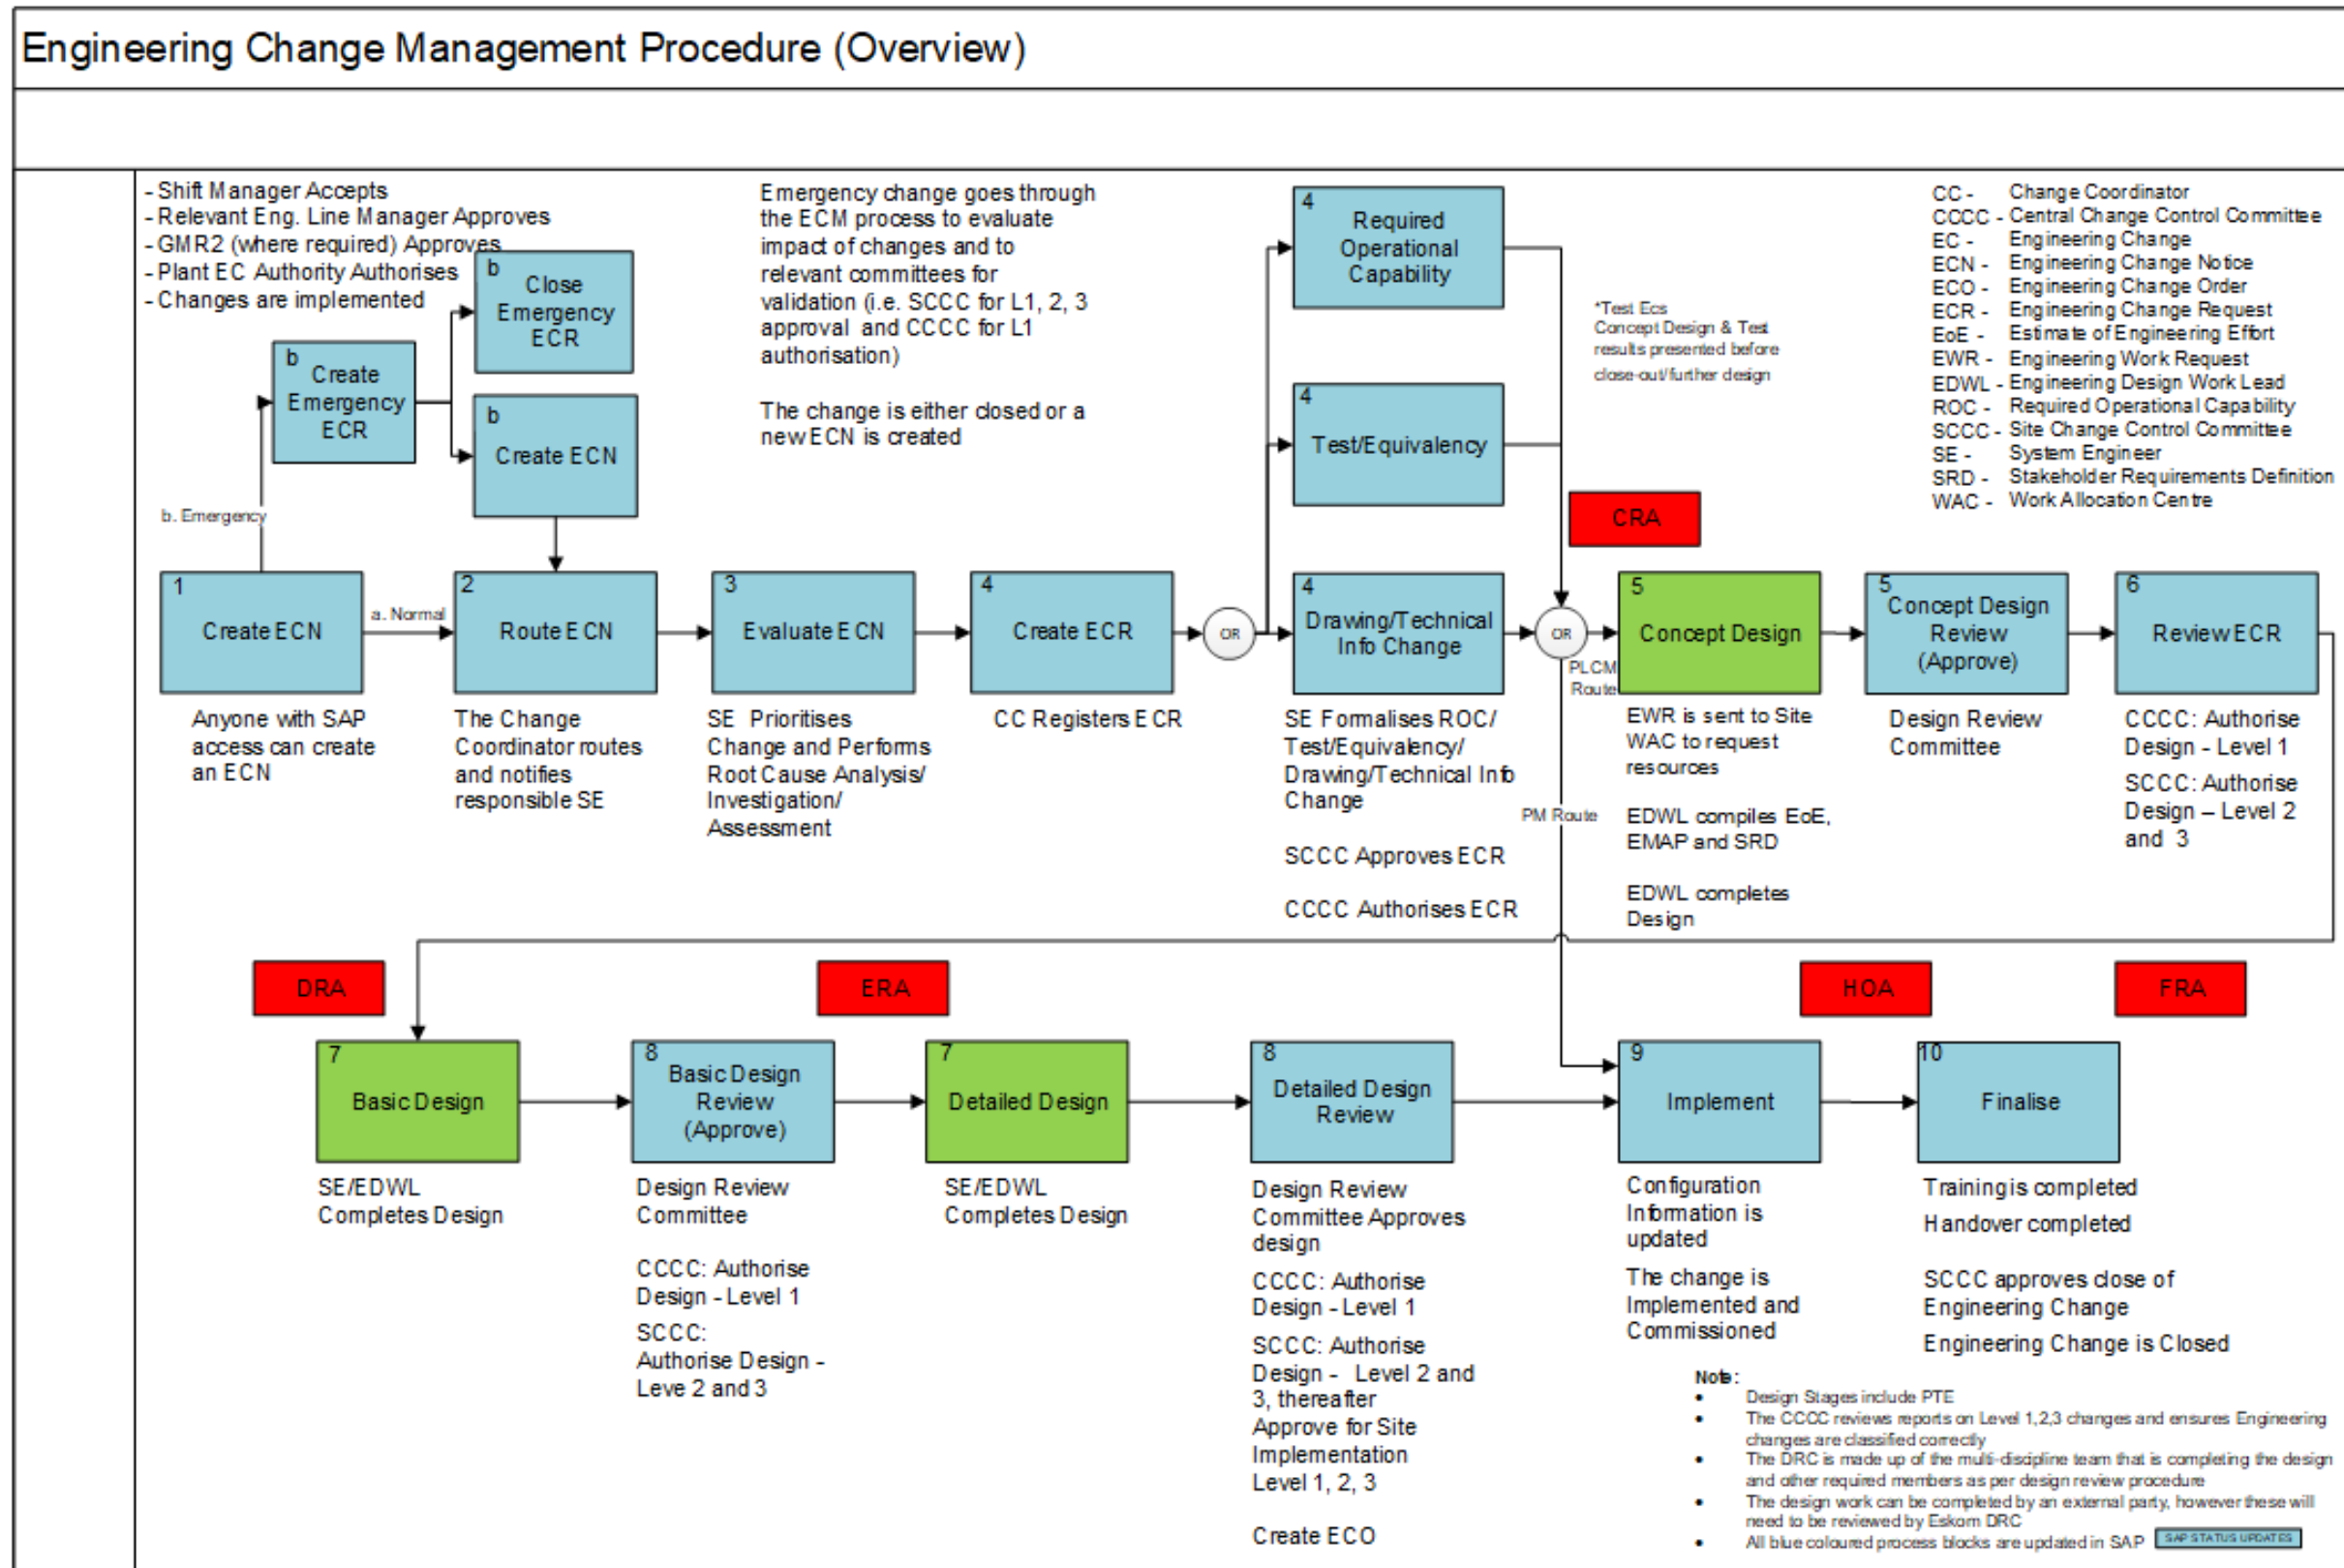 Engineering Change Management Procedure (Overview)
- Shift Manager Accepts
- Relevant Eng. Line Manager Approves
- GMR2 (where required) Approves
- Plant EC Authority Authorises
- Changes are implemented
b
Close
Emergency
ECR
b
Create
Emergency
ECR
b
Create ECN
b. Emergency
Emergency change goes through
the ECM process to evaluate
impact of changes and to
relevant committees for
validation (i.e. SCCC for L1, 2, 3
approval and CCCC for L1
authorisation)
The change is either closed or a
new ECN is created
4
Required
Operational
Capability
4
Test/Equivalency
*Test Ecs
Concept Design & Test
results presented before
close-out/further design
CC - Change Coordinator
CCCC - Central Change Control Committee
EC - Engineering Change
ECN - Engineering Change Notice
ECO - Engineering Change Order
ECR - Engineering Change Request
EoE - Estimate of Engineering Effort
EWR - Engineering Work Request
EDWL - Engineering Design Work Lead
ROC - Required Operational Capability
SCCC - Site Change Control Committee
SE - System Engineer
SRD - Stakeholder Requirements Definition
WAC - Work Allocation Centre
CRA
1
Create ECN
a. Normal
2
Route ECN
3
Evaluate ECN
4
Create ECR
OR
4
Drawing/Technical
Info Change
OR
PLCM
Route
5
Concept Design
5
Concept Design
Review
(Approve)
6
Review ECR
Anyone with SAP
access can create
an ECN
The Change
Coordinator routes
and notifies
responsible SE
SE Prioritises
Change and Performs
Root Cause Analysis/
Investigation/
Assessment
CC Registers ECR
SE Formalises ROC/
Test/Equivalency/
Drawing/Technical Info
Change
SCCC Approves ECR
CCCC Authorises ECR
PM Route
EWR is sent to Site
WAC to request
resources
EDWL compiles EoE,
EMAP and SRD
EDWL completes
Design
Design Review
Committee
CCCC: Authorise
Design - Level 1
SCCC: Authorise
Design – Level 2
and 3
DRA
ERA
HOA
FRA
7
Basic Design
8
Basic Design
Review
(Approve)
7
Detailed Design
8
Detailed Design
Review
9
Implement
10
Finalise
SE/EDWL
Completes Design
Design Review
Committee
CCCC: Authorise
Design - Level 1
SCCC:
Authorise Design -
Leve 2 and 3
SE/EDWL
Completes Design
Design Review
Committee Approves
design
CCCC: Authorise
Design - Level 1
SCCC: Authorise
Design - Level 2 and
3, thereafter
Approve for Site
Implementation
Level 1, 2, 3
Create ECO
Configuration
Information is
updated
The change is
Implemented and
Commissioned
Training is completed
Handover completed
SCCC approves close of
Engineering Change
Engineering Change is Closed
Note:
• Design Stages include PTE
• The CCCC reviews reports on Level 1,2,3 changes and ensures Engineering
changes are classified correctly
• The DRC is made up of the multi-discipline team that is completing the design
and other required members as per design review procedure
• The design work can be completed by an external party, however these will
need to be reviewed by Eskom DRC
• All blue coloured process blocks are updated in SAP SAP STATUS UPDATES